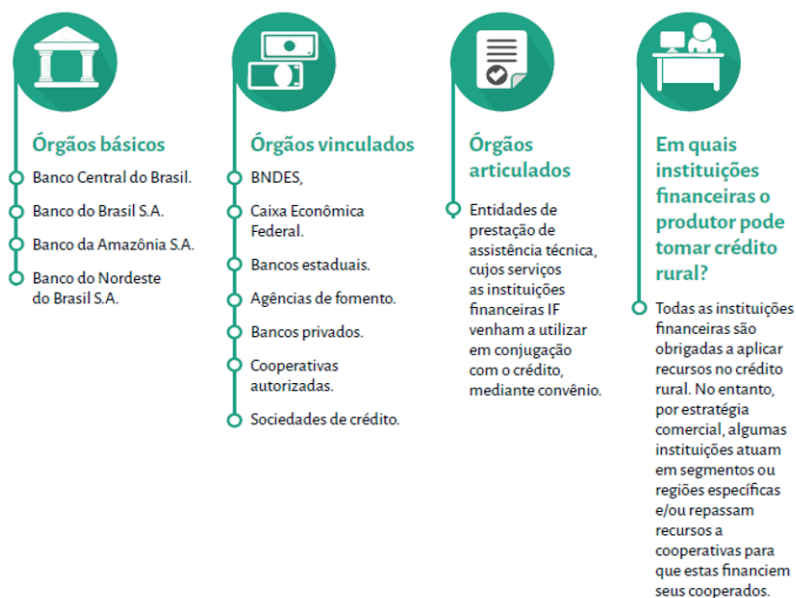 Órgãos básicos
Banco Central do Brasil.
Banco do Brasil S.A.
Banco da Amazônia S.A.
Banco do Nordeste
do Brasil S.A.
Órgãos vinculados
BNDES,
Caixa Econômica
Federal.
Bancos estaduais.
Agências de fomento.
Bancos privados.
Cooperativas
autorizadas.
Sociedades de crédito.
Órgãos
articulados
Entidades de
prestação de
assistência técnica,
cujos serviços
as instituições
financeiras IF
venham a utilizar
em conjugação
com o crédito,
mediante convênio.
Em quais
instituições
financeiras o
produtor pode
tomar crédito
rural?
Todas as instituições
financeiras são
obrigadas a aplicar
recursos no crédito
rural. No entanto,
por estratégia
comercial, algumas
instituições atuam
em segmentos ou
regiões específicas
e/ou repassam
recursos a
cooperativas para
que estas financiem
seus cooperados.